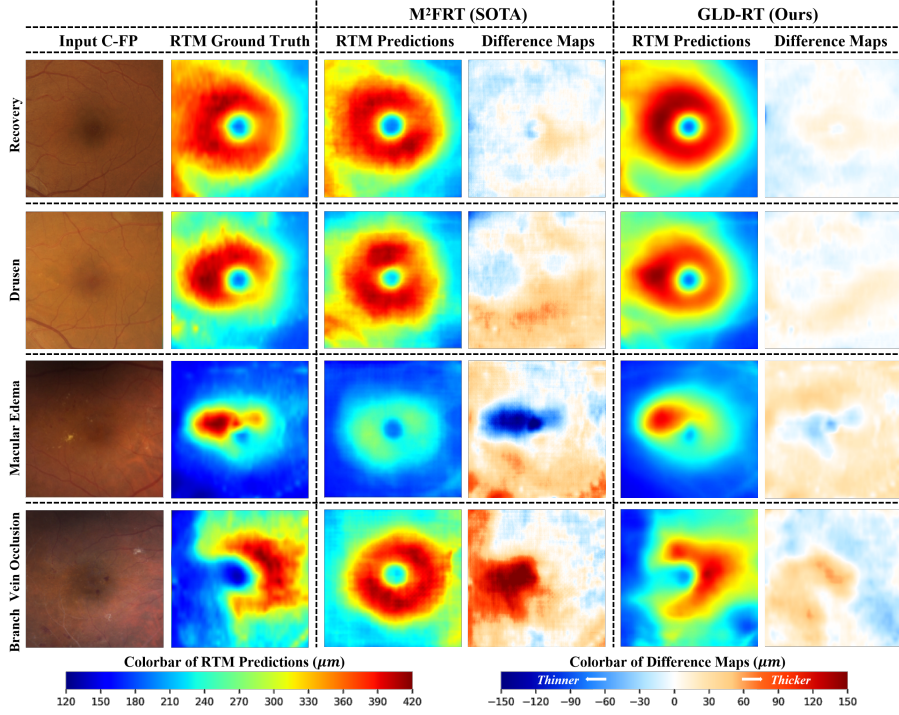 M²FRT (SOTA) GLD-RT (Ours)
Input C-FP RTM Ground Truth RTM Predictions Difference Maps RTM Predictions Difference Maps
Recovery
Drusen
Macular Edema
Branch Vein Occlusion
Colorbar of RTM Predictions (μm) Colorbar of Difference Maps (μm)
Thinner Thicker
120 150 180 210 240 270 300 330 360 390 420 −150 −120 −90 −60 −30 0 30 60 90 120 150